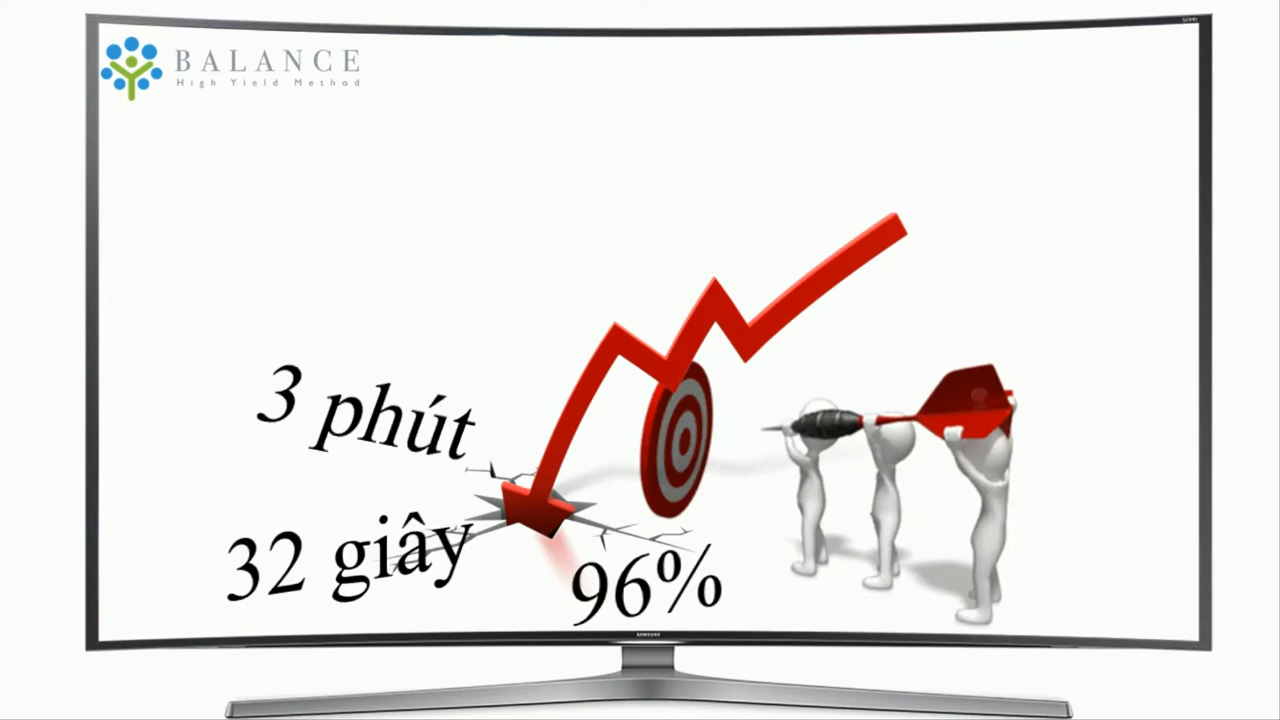 BALANCE
High Yield Method
3 phút
32 giây
96%
SAMSUNG